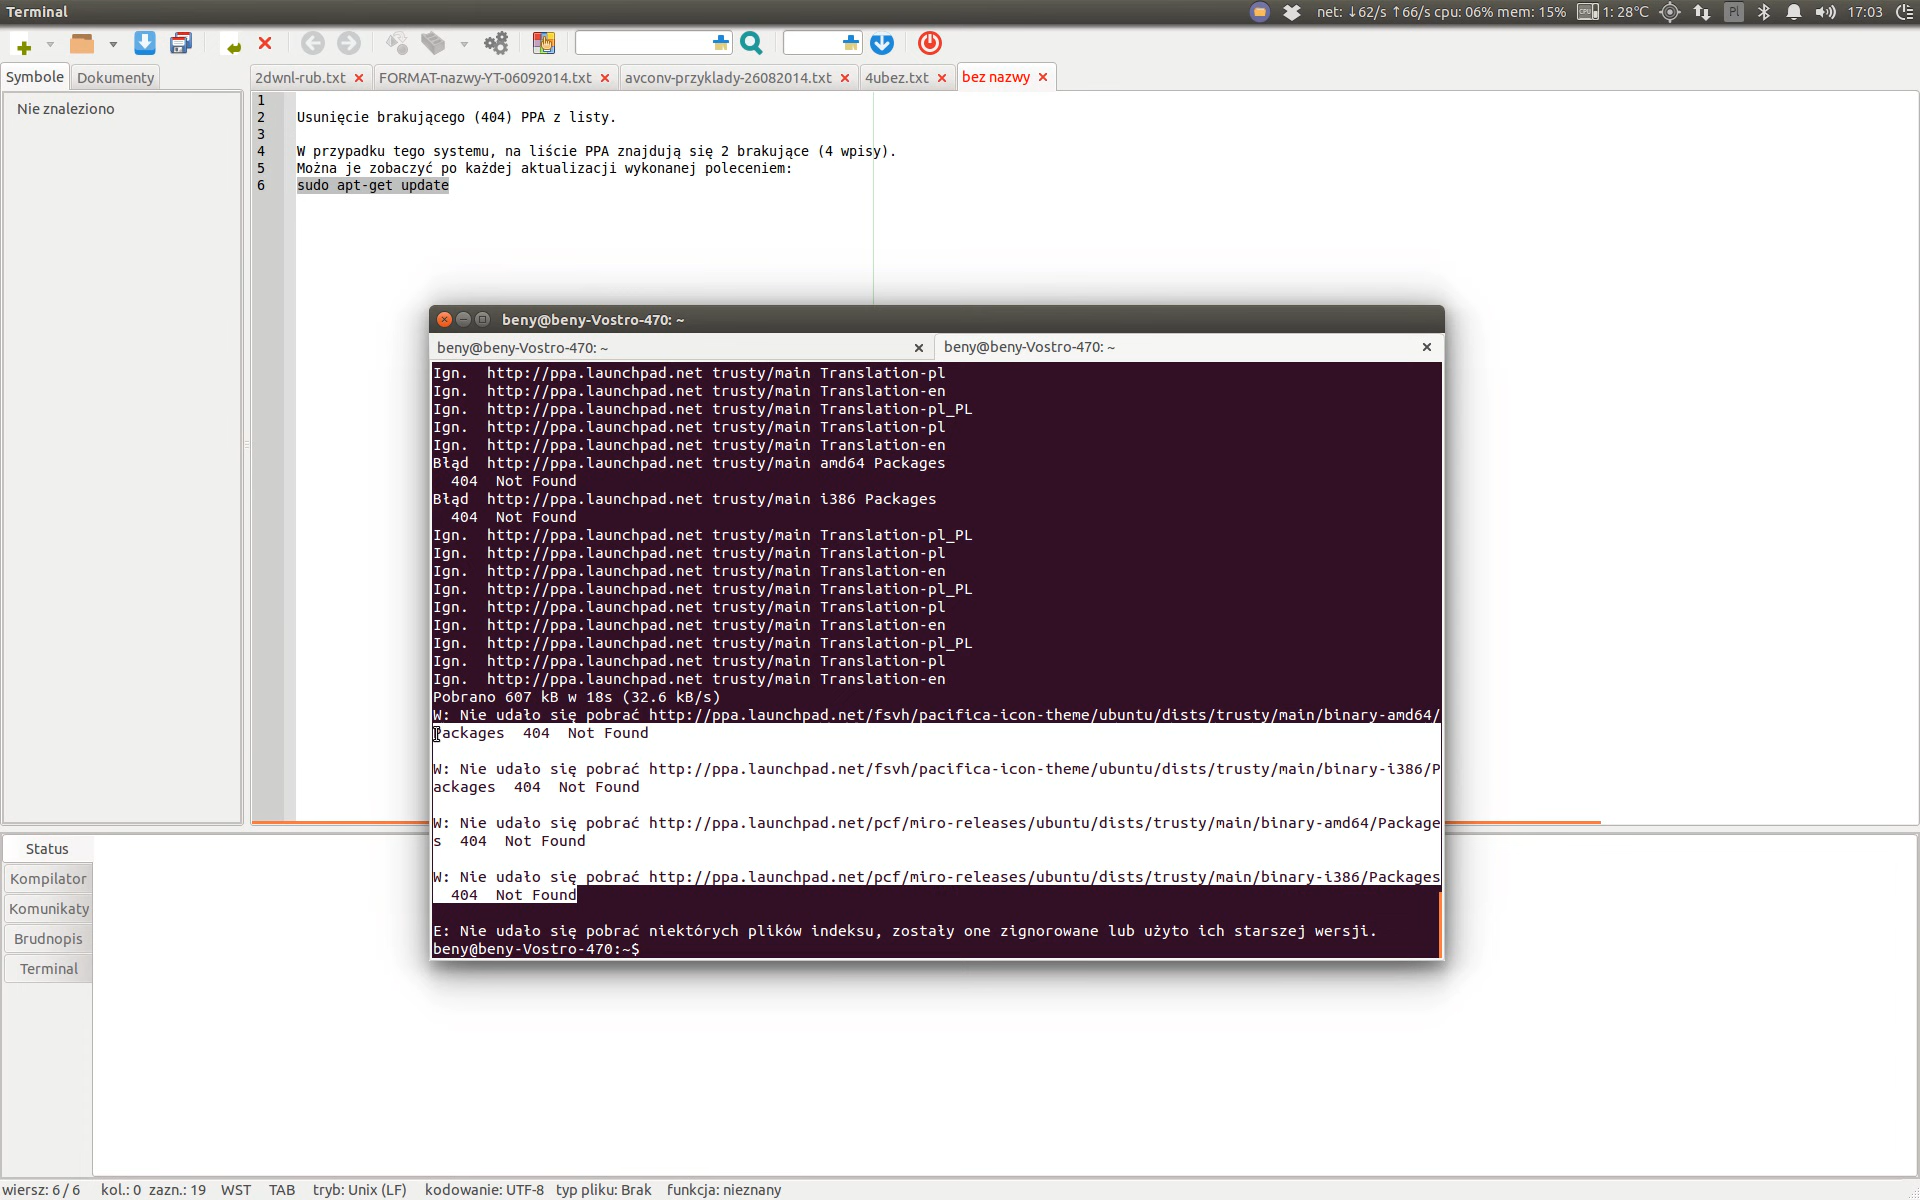 Terminal
net: ↓62/s ↑66/s cpu: 06% mem: 15% 1: 28°C Pl 17:03
Symbole Dokumenty
2dwnl-rub.txt FORMAT-nazwy-YT-06092014.txt avconv-przyklady-26082014.txt 4ubez.txt bez nazwy
Nie znaleziono
1
2 Usunięcie brakującego (404) PPA z listy.
3
4 W przypadku tego systemu, na liście PPA znajdują się 2 brakujące (4 wpisy).
5 Można je zobaczyć po każdej aktualizacji wykonanej poleceniem:
6 sudo apt-get update
beny@beny-Vostro-470: ~
beny@beny-Vostro-470: ~ beny@beny-Vostro-470: ~
Ign.  http://ppa.launchpad.net trusty/main Translation-pl
Ign.  http://ppa.launchpad.net trusty/main Translation-en
Ign.  http://ppa.launchpad.net trusty/main Translation-pl_PL
Ign.  http://ppa.launchpad.net trusty/main Translation-pl
Ign.  http://ppa.launchpad.net trusty/main Translation-en
Błąd  http://ppa.launchpad.net trusty/main amd64 Packages
404  Not Found
Błąd  http://ppa.launchpad.net trusty/main i386 Packages
404  Not Found
Ign.  http://ppa.launchpad.net trusty/main Translation-pl_PL
Ign.  http://ppa.launchpad.net trusty/main Translation-pl
Ign.  http://ppa.launchpad.net trusty/main Translation-en
Ign.  http://ppa.launchpad.net trusty/main Translation-pl_PL
Ign.  http://ppa.launchpad.net trusty/main Translation-pl
Ign.  http://ppa.launchpad.net trusty/main Translation-en
Ign.  http://ppa.launchpad.net trusty/main Translation-pl_PL
Ign.  http://ppa.launchpad.net trusty/main Translation-pl
Ign.  http://ppa.launchpad.net trusty/main Translation-en
Pobrano 607 kB w 18s (32.6 kB/s)
W: Nie udało się pobrać http://ppa.launchpad.net/fsvh/pacifica-icon-theme/ubuntu/dists/trusty/main/binary-amd64/
Packages  404  Not Found
W: Nie udało się pobrać http://ppa.launchpad.net/fsvh/pacifica-icon-theme/ubuntu/dists/trusty/main/binary-i386/P
ackages  404  Not Found
W: Nie udało się pobrać http://ppa.launchpad.net/pcf/miro-releases/ubuntu/dists/trusty/main/binary-amd64/Package
s  404  Not Found
W: Nie udało się pobrać http://ppa.launchpad.net/pcf/miro-releases/ubuntu/dists/trusty/main/binary-i386/Packages
404  Not Found
E: Nie udało się pobrać niektórych plików indeksu, zostały one zignorowane lub użyto ich starszej wersji.
beny@beny-Vostro-470:~$
Status
Kompilator
Komunikaty
Brudnopis
Terminal
wiersz: 6 / 6 kol.: 0 zazn.: 19 WST TAB tryb: Unix (LF) kodowanie: UTF-8 typ pliku: Brak funkcja: nieznany